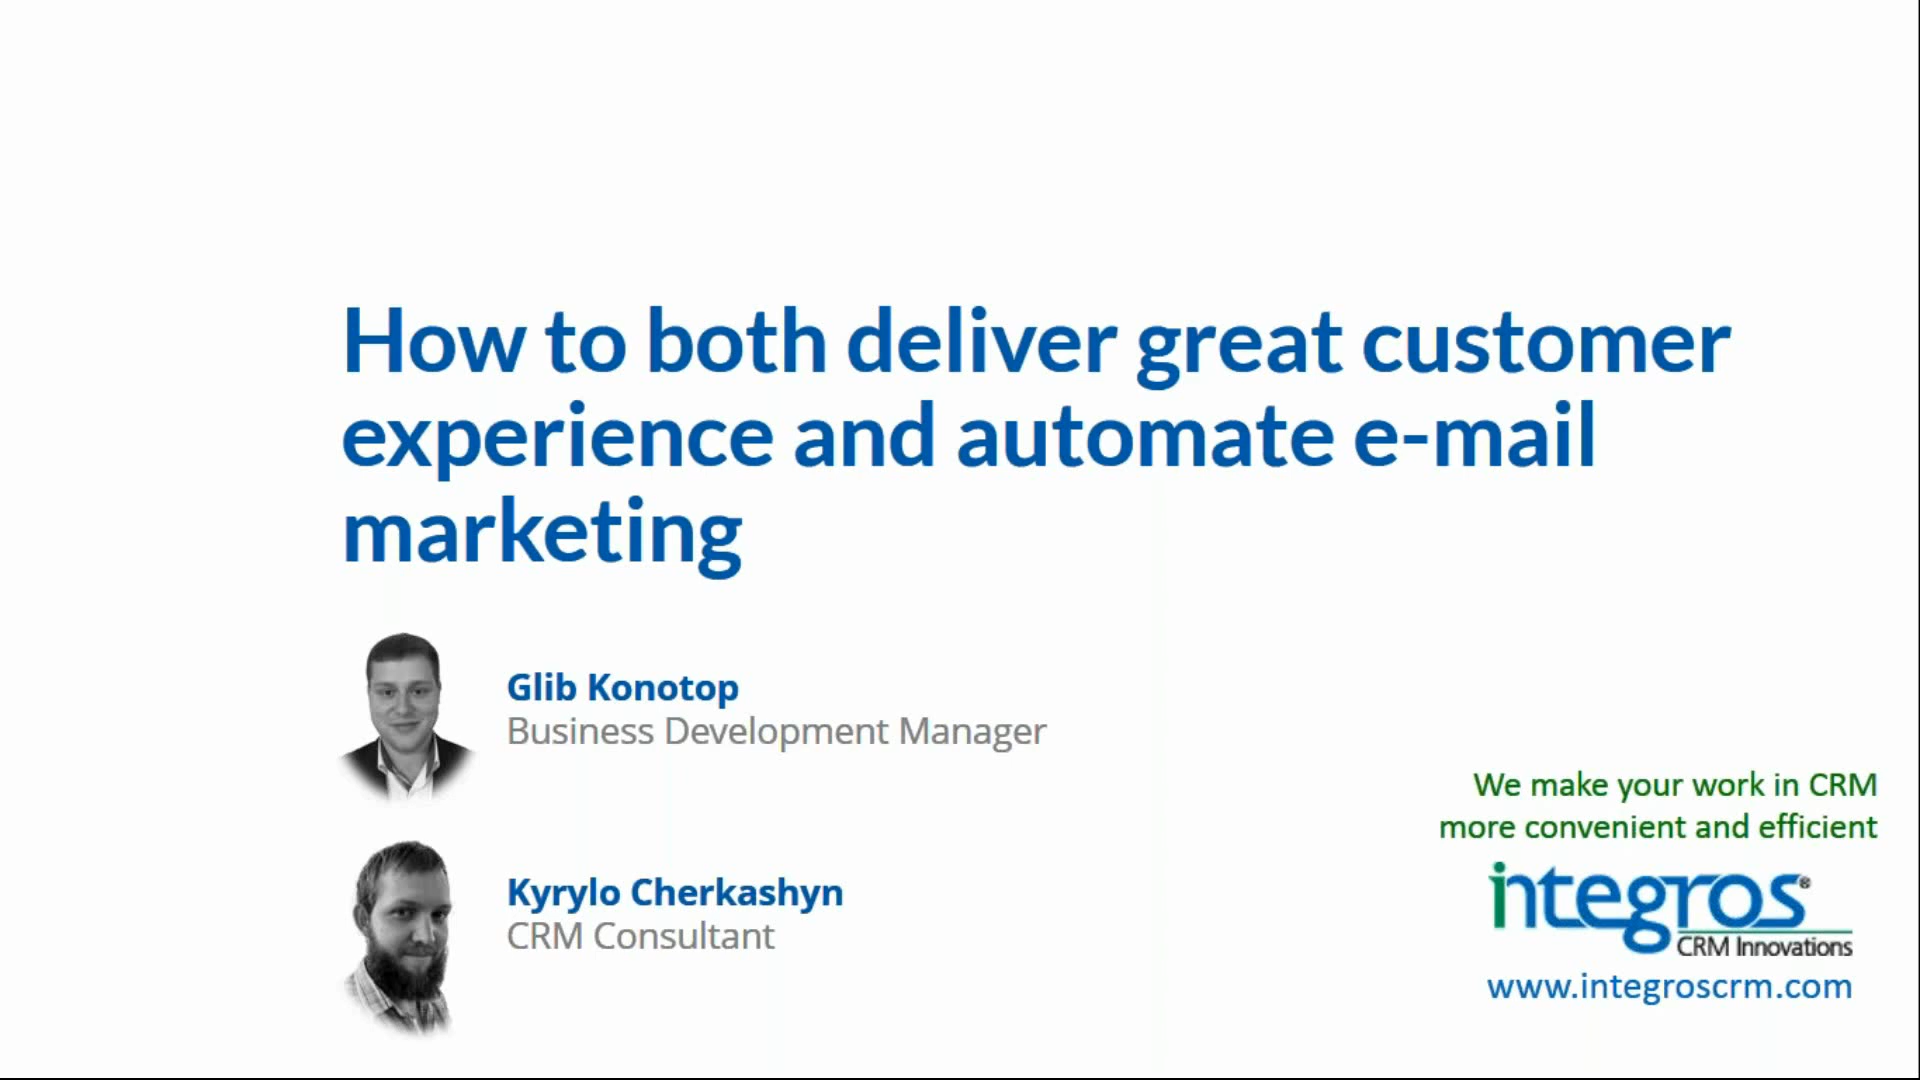 How to both deliver great customer
experience and automate e-mail
marketing
Glib Konotop
Business Development Manager
Kyrylo Cherkashyn
CRM Consultant
We make your work in CRM
more convenient and efficient
integros®
CRM Innovations
www.integroscrm.com